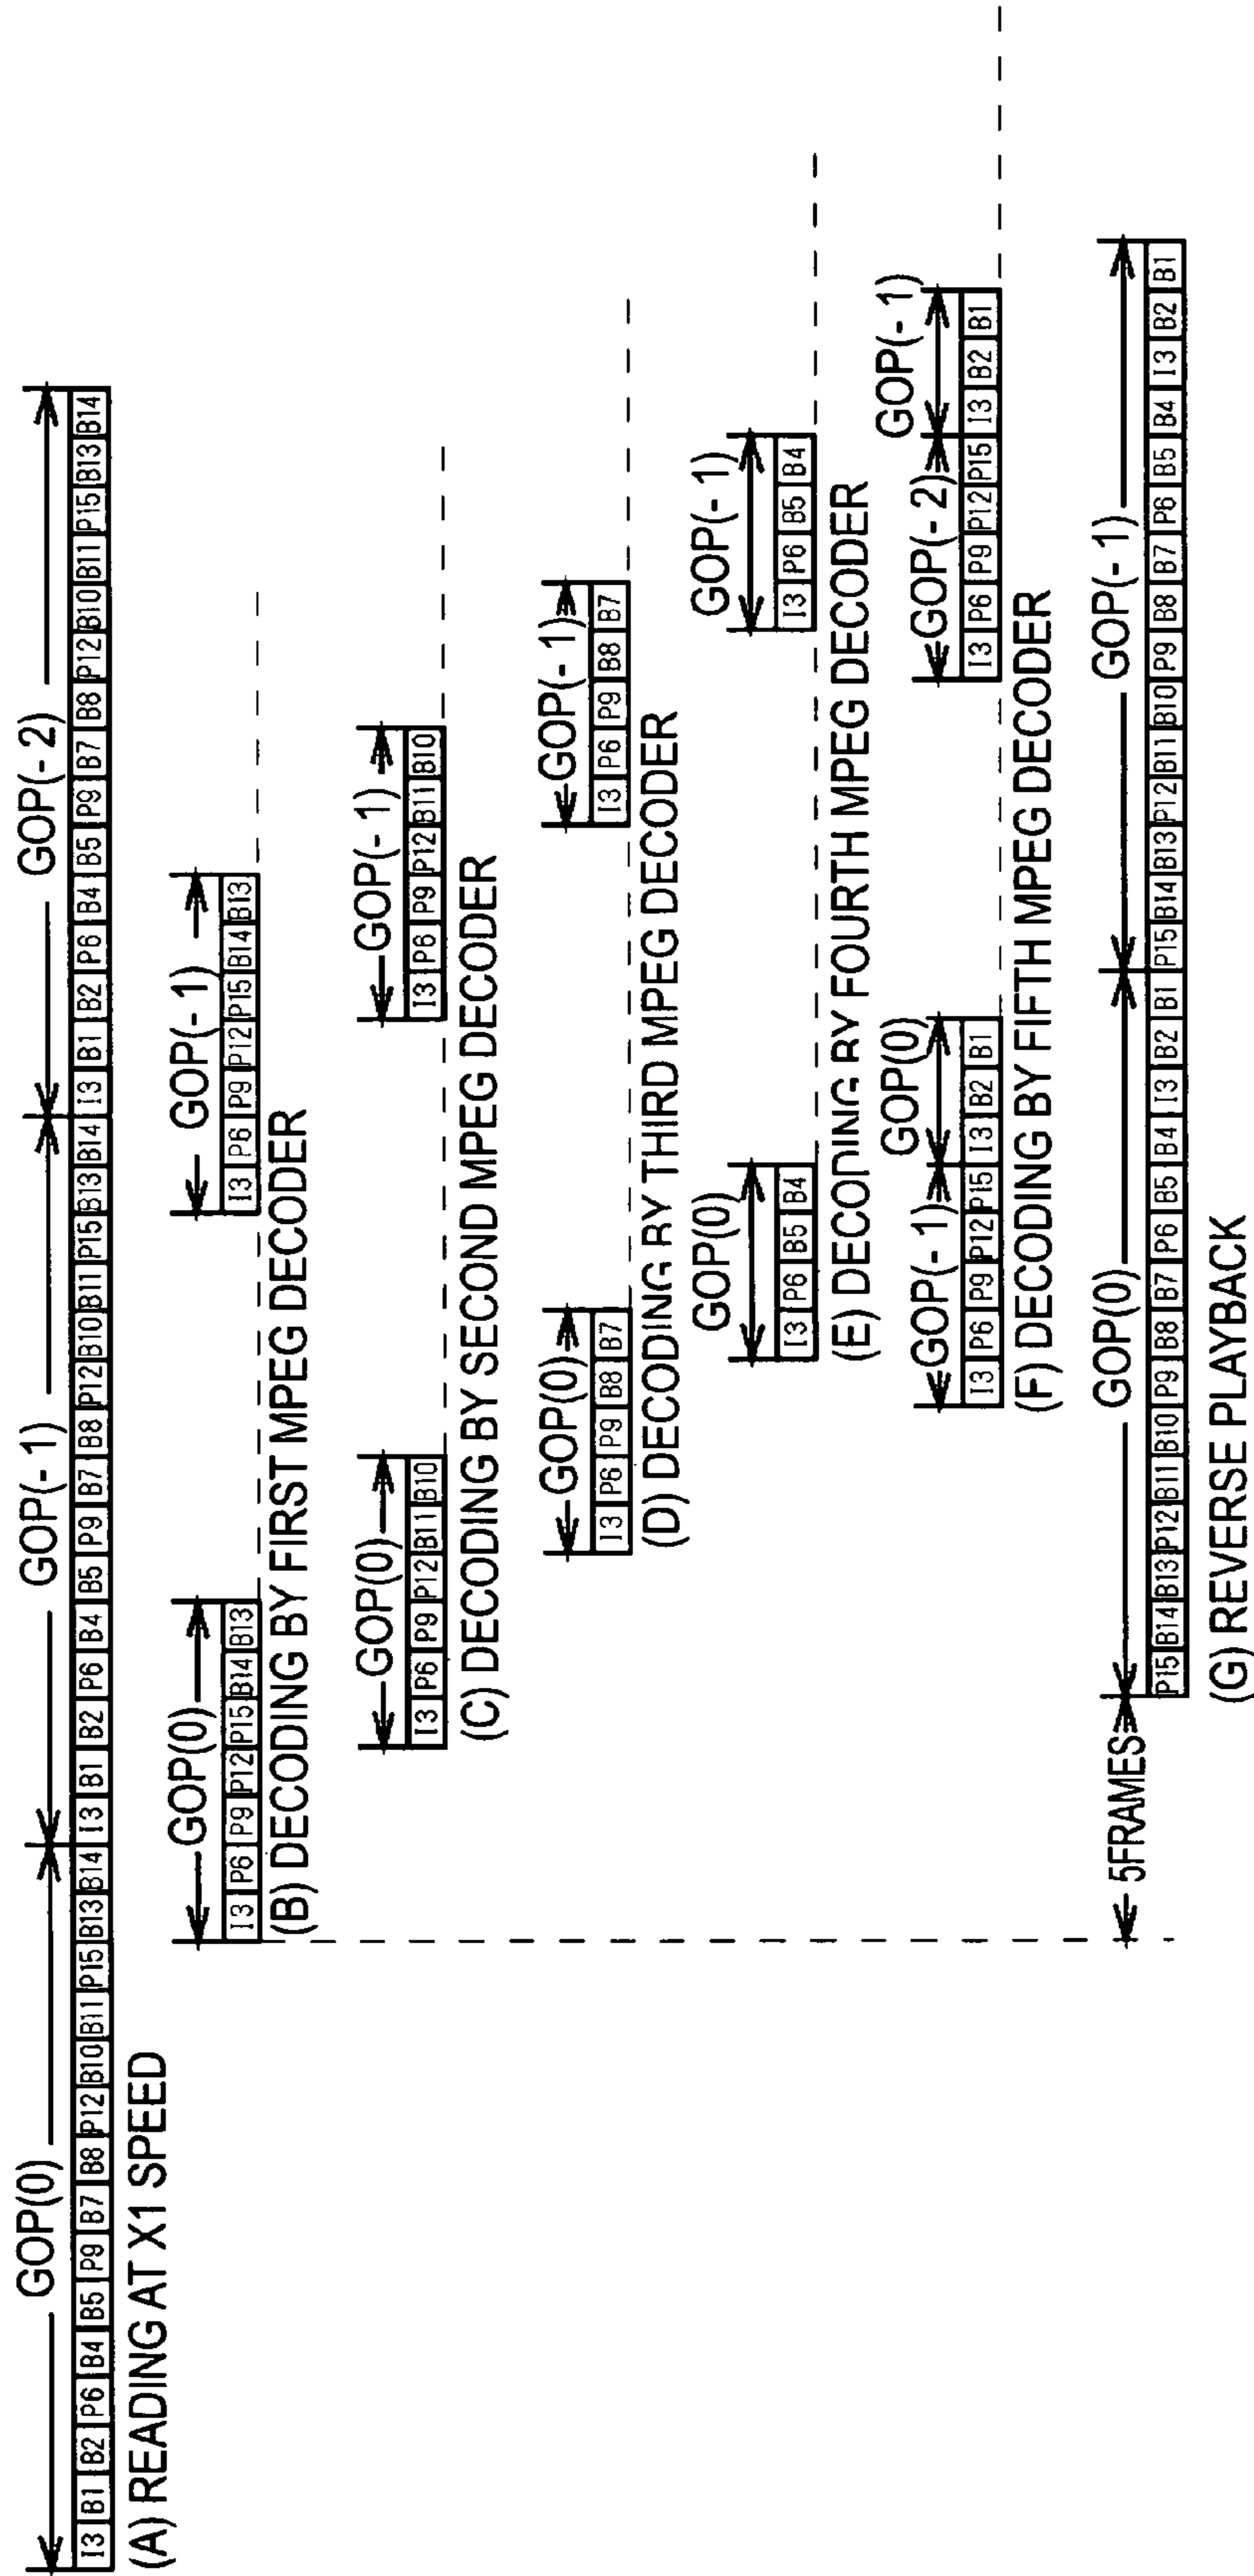 GOP(0) GOP(- 1) GOP(- 2)
I3 B1 B2 P6 B4 B5 P9 B7 B8 P12 B10 B11 P15 B13 B14 I3 B1 B2 P6 B4 B5 P9 B7 B8 P12 B10 B11 P15 B13 B14 I3 B1 B2 P6 B4 B5 P9 B7 B8 P12 B10 B11 P15 B13 B14
(A) READING AT X1 SPEED
GOP(0) GOP(- 1)
I3 P6 P9 P12 P15 B14 B13 I3 P6 P9 P12 P15 B14 B13
(B) DECODING BY FIRST MPEG DECODER
GOP(0) GOP(- 1)
I3 P6 P9 P12 B11 B10 I3 P6 P9 P12 B11 B10
(C) DECODING BY SECOND MPEG DECODER
GOP(0) GOP(- 1)
I3 P6 P9 B8 B7 I3 P6 P9 B8 B7
(D) DECODING BY THIRD MPEG DECODER
GOP(0) GOP(- 1)
I3 P6 B5 B4 I3 P6 B5 B4
(E) DECODING BY FOURTH MPEG DECODER
GOP(- 1) GOP(0) GOP(- 2) GOP(- 1)
I3 P6 P9 P12 P15 I3 B2 B1 I3 P6 P9 P12 P15 I3 B2 B1
(F) DECODING BY FIFTH MPEG DECODER
5FRAMES GOP(0) GOP(- 1)
P15 B14 B13 P12 B11 B10 P9 B8 B7 P6 B5 B4 I3 B2 B1 P15 B14 B13 P12 B11 B10 P9 B8 B7 P6 B5 B4 I3 B2 B1
(G) REVERSE PLAYBACK